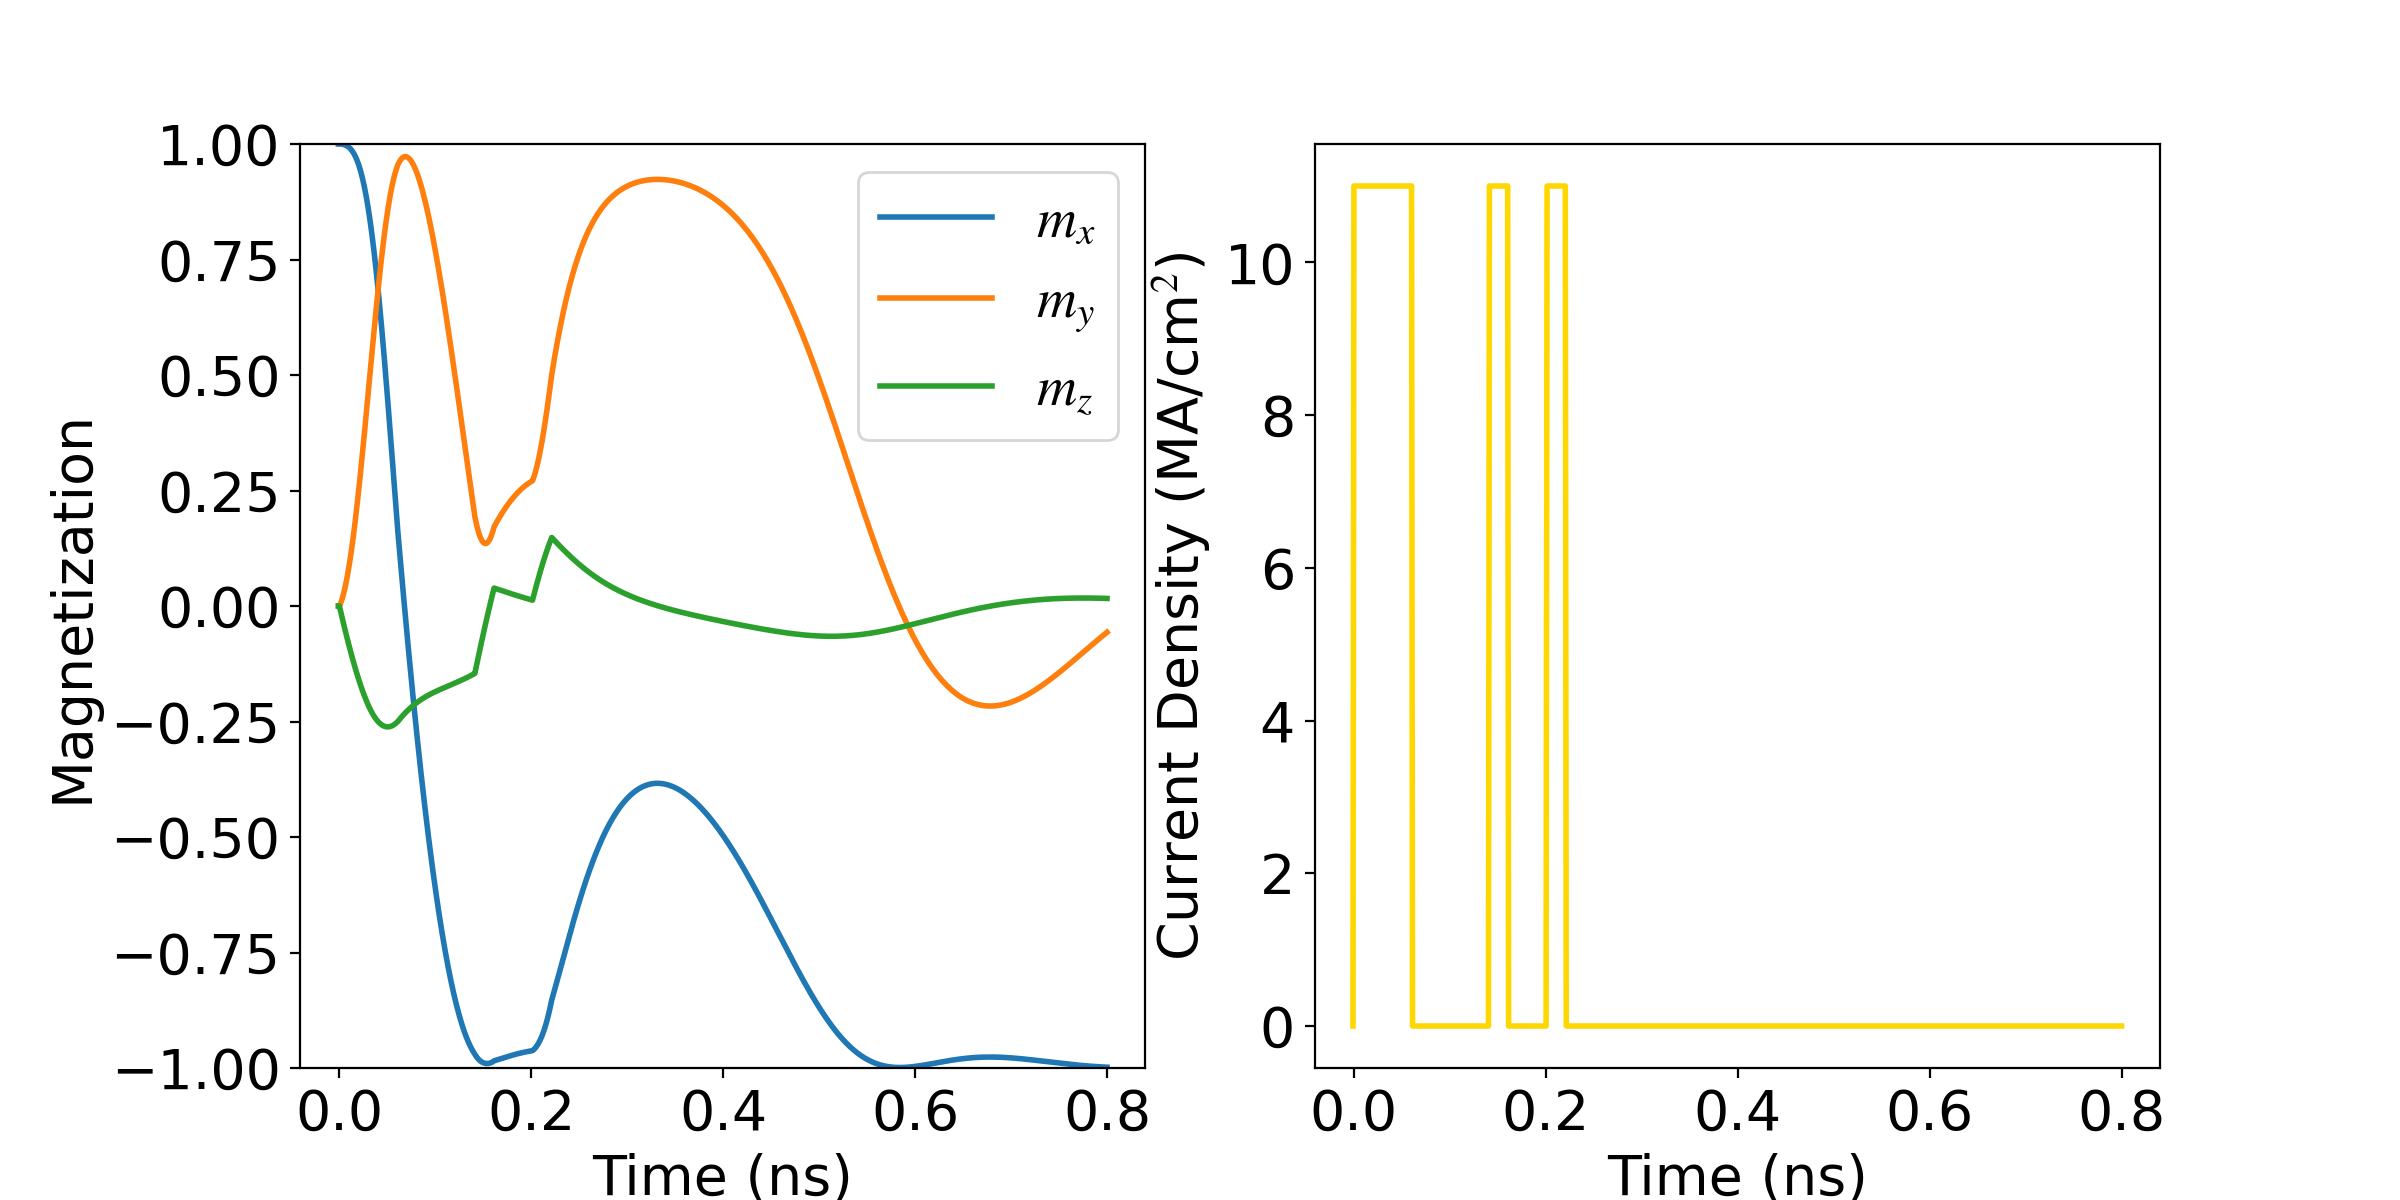 Magnetization
1.00
0.75
0.50
0.25
0.00
−0.25
−0.50
−0.75
−1.00
0.0 0.2 0.4 0.6 0.8
Time (ns)
m_x
m_y
m_z
Current Density (MA/cm²)
10
8
6
4
2
0
0.0 0.2 0.4 0.6 0.8
Time (ns)